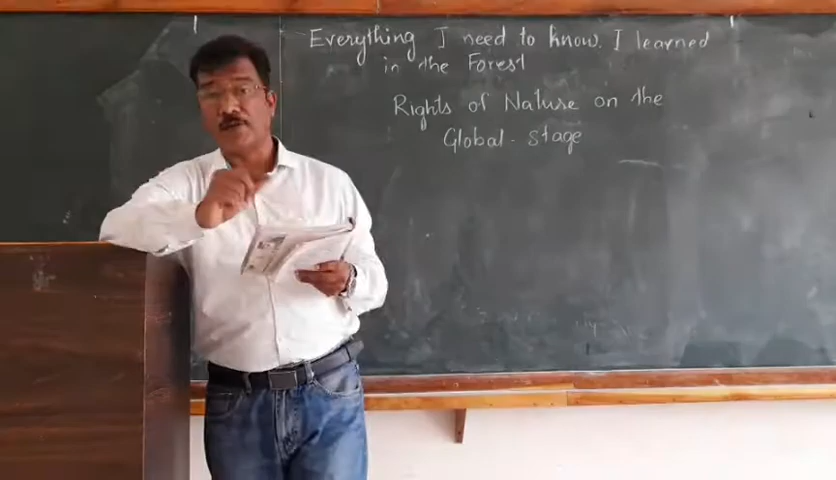 Everything I need to know. I learned
in the Forest
Rights of Nature on the
Global - stage